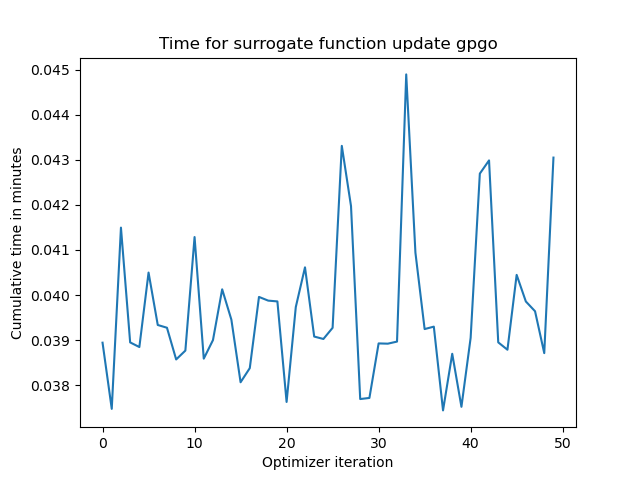 Time for surrogate function update gpgo
Cumulative time in minutes
0.045
0.044
0.043
0.042
0.041
0.040
0.039
0.038
0 10 20 30 40 50
Optimizer iteration